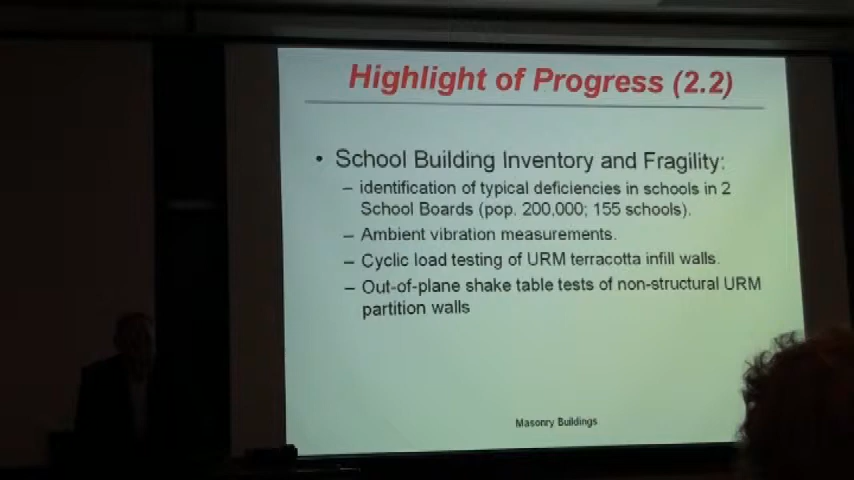 Highlight of Progress (2.2)
• School Building Inventory and Fragility:
– identification of typical deficiencies in schools in 2
School Boards (pop. 200,000; 155 schools).
– Ambient vibration measurements.
– Cyclic load testing of URM terracotta infill walls.
– Out-of-plane shake table tests of non-structural URM
partition walls
Masonry Buildings